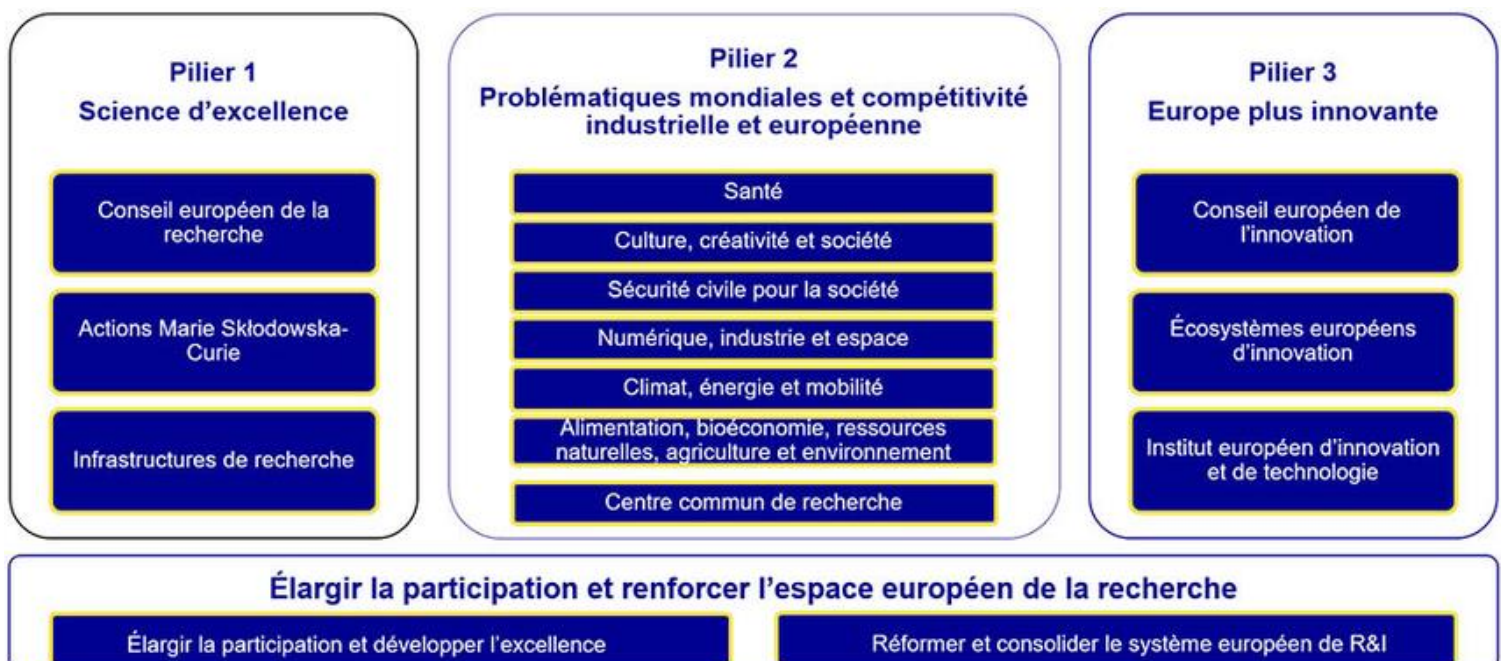 Pilier 1
Science d’excellence
Conseil européen de la
recherche
Actions Marie Skłodowska-
Curie
Infrastructures de recherche
Pilier 2
Problématiques mondiales et compétitivité
industrielle et européenne
Santé
Culture, créativité et société
Sécurité civile pour la société
Numérique, industrie et espace
Climat, énergie et mobilité
Alimentation, bioéconomie, ressources
naturelles, agriculture et environnement
Centre commun de recherche
Pilier 3
Europe plus innovante
Conseil européen de
l’innovation
Écosystèmes européens
d’innovation
Institut européen d’innovation
et de technologie
Élargir la participation et renforcer l’espace européen de la recherche
Élargir la participation et développer l’excellence
Réformer et consolider le système européen de R&I